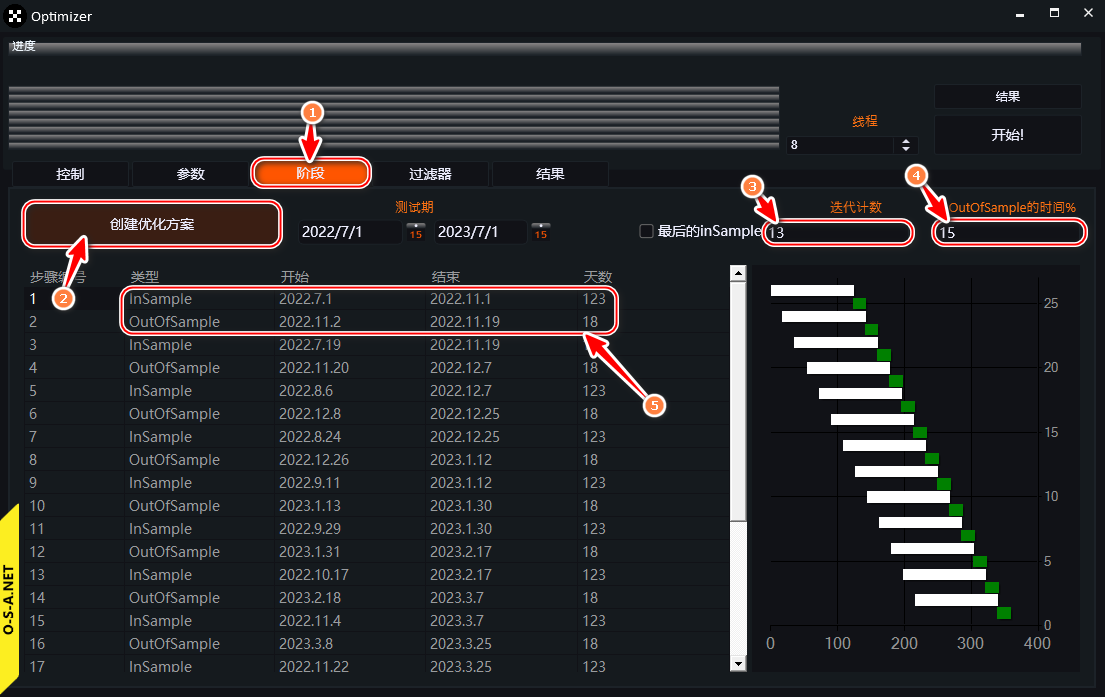 Optimizer
进度
1
结果
线程
8
开始!
控制 参数 阶段 过滤器 结果
3 4
创建优化方案
测试期
2022/7/1 15 2023/7/1 15
最后的inSample
迭代计数
13
OutOfSample的时间%
15
步骤编号 类型 开始 结束 天数
2
1 InSample 2022.7.1 2022.11.1 123
2 OutOfSample 2022.11.2 2022.11.19 18
3 InSample 2022.7.19 2022.11.19
4 OutOfSample 2022.11.20 2022.12.7 18
5
5 InSample 2022.8.6 2022.12.7 123
6 OutOfSample 2022.12.8 2022.12.25 18
7 InSample 2022.8.24 2022.12.25 123
8 OutOfSample 2022.12.26 2023.1.12 18
9 InSample 2022.9.11 2023.1.12 123
10 OutOfSample 2023.1.13 2023.1.30 18
11 InSample 2022.9.29 2023.1.30 123
12 OutOfSample 2023.1.31 2023.2.17 18
13 InSample 2022.10.17 2023.2.17 123
14 OutOfSample 2023.2.18 2023.3.7 18
15 InSample 2022.11.4 2023.3.7 123
16 OutOfSample 2023.3.8 2023.3.25 18
17 InSample 2022.11.22 2023.3.25 123
25
20
15
10
5
0
0 100 200 300 400
O-S-A.NET